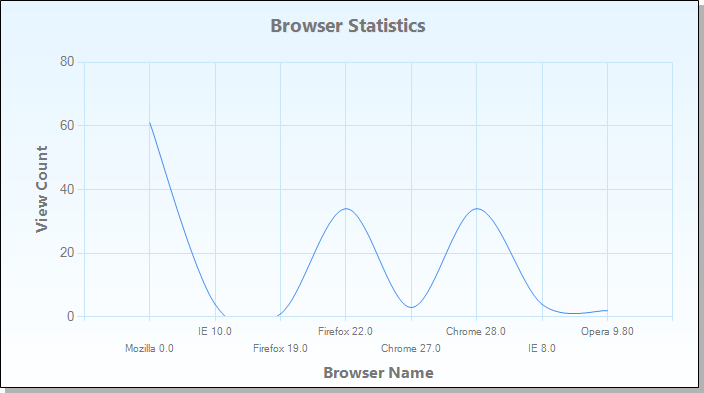 Browser Statistics
80
60
40
20
0
View Count
IE 10.0 Firefox 22.0 Chrome 28.0 Opera 9.80
Mozilla 0.0 Firefox 19.0 Chrome 27.0 IE 8.0
Browser Name